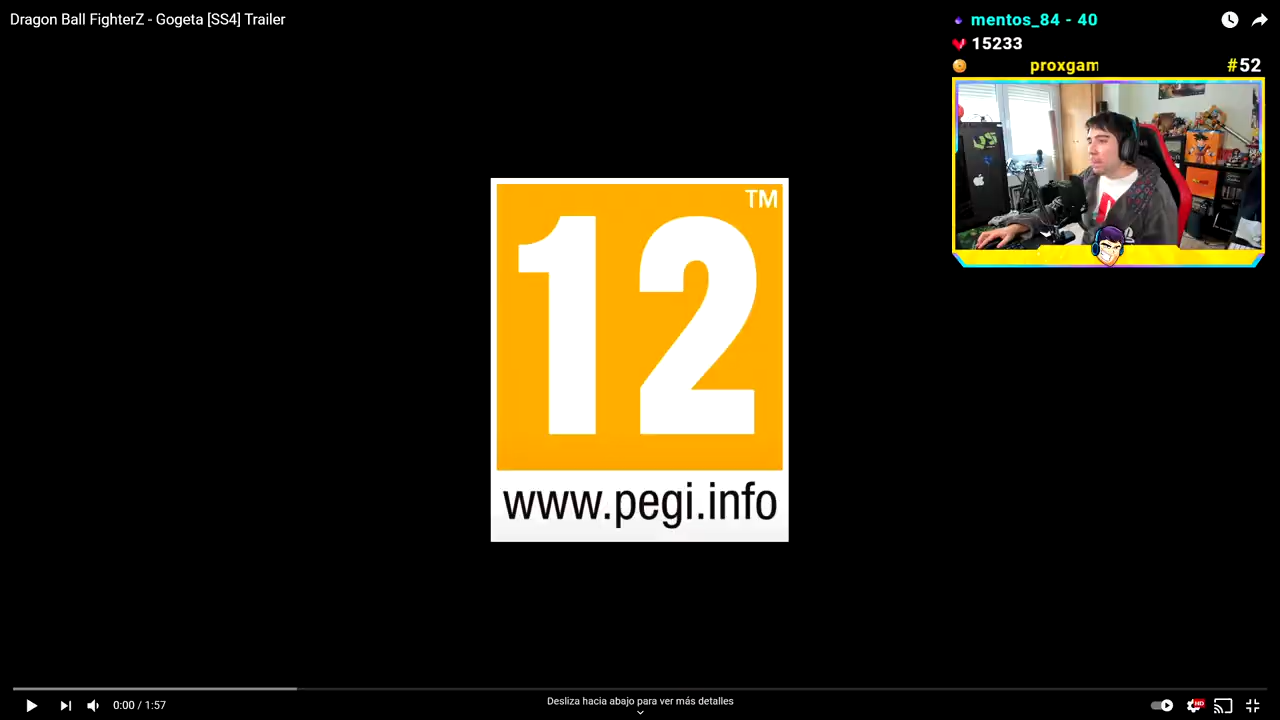 Dragon Ball FighterZ - Gogeta [SS4] Trailer
mentos_84 - 40
15233
proxgam
#52
12
TM
www.pegi.info
0:00 / 1:57
Desliza hacia abajo para ver más detalles
HD